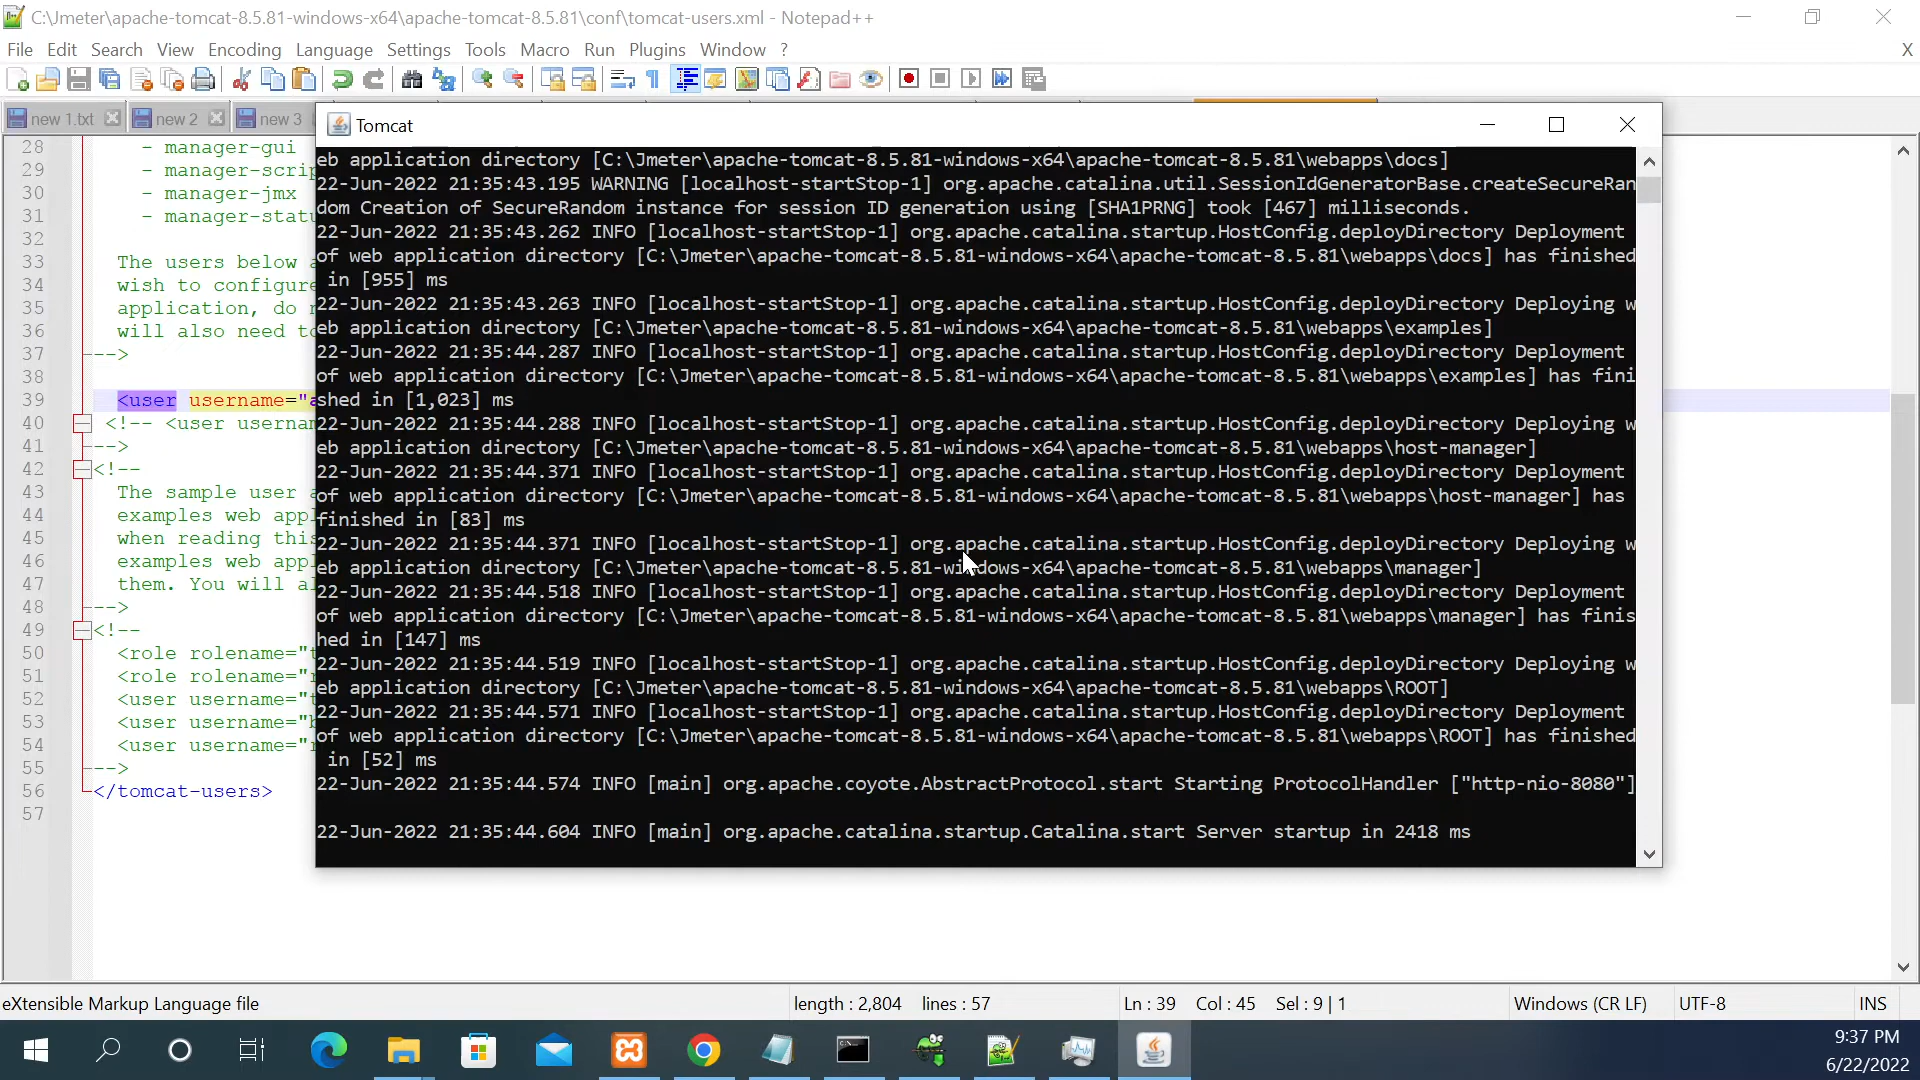 C:\Jmeter\apache-tomcat-8.5.81-windows-x64\apache-tomcat-8.5.81\conf\tomcat-users.xml - Notepad++
File Edit Search View Encoding Language Settings Tools Macro Run Plugins Window ? X
new 1.txt new 2 new 3
Tomcat
28 - manager-gui
29 - manager-scrip
30 - manager-jmx
31 - manager-statu
32
33 The users below a
34 wish to configure
35 application, do n
36 will also need to
37 -->
38
39 <user username="a
40 <!-- <user usernam
41 -->
42 <!--
43 The sample user a
44 examples web appl
45 when reading this
46 examples web appl
47 them. You will al
48 -->
49 <!--
50 <role rolename="t
51 <role rolename="r
52 <user username="t
53 <user username="b
54 <user username="r
55 -->
56 </tomcat-users>
57
eb application directory [C:\Jmeter\apache-tomcat-8.5.81-windows-x64\apache-tomcat-8.5.81\webapps\docs]
22-Jun-2022 21:35:43.195 WARNING [localhost-startStop-1] org.apache.catalina.util.SessionIdGeneratorBase.createSecureRan
dom Creation of SecureRandom instance for session ID generation using [SHA1PRNG] took [467] milliseconds.
22-Jun-2022 21:35:43.262 INFO [localhost-startStop-1] org.apache.catalina.startup.HostConfig.deployDirectory Deployment
of web application directory [C:\Jmeter\apache-tomcat-8.5.81-windows-x64\apache-tomcat-8.5.81\webapps\docs] has finished
in [955] ms
22-Jun-2022 21:35:43.263 INFO [localhost-startStop-1] org.apache.catalina.startup.HostConfig.deployDirectory Deploying w
eb application directory [C:\Jmeter\apache-tomcat-8.5.81-windows-x64\apache-tomcat-8.5.81\webapps\examples]
22-Jun-2022 21:35:44.287 INFO [localhost-startStop-1] org.apache.catalina.startup.HostConfig.deployDirectory Deployment
of web application directory [C:\Jmeter\apache-tomcat-8.5.81-windows-x64\apache-tomcat-8.5.81\webapps\examples] has fini
shed in [1,023] ms
22-Jun-2022 21:35:44.288 INFO [localhost-startStop-1] org.apache.catalina.startup.HostConfig.deployDirectory Deploying w
eb application directory [C:\Jmeter\apache-tomcat-8.5.81-windows-x64\apache-tomcat-8.5.81\webapps\host-manager]
22-Jun-2022 21:35:44.371 INFO [localhost-startStop-1] org.apache.catalina.startup.HostConfig.deployDirectory Deployment
of web application directory [C:\Jmeter\apache-tomcat-8.5.81-windows-x64\apache-tomcat-8.5.81\webapps\host-manager] has
finished in [83] ms
22-Jun-2022 21:35:44.371 INFO [localhost-startStop-1] org.apache.catalina.startup.HostConfig.deployDirectory Deploying w
eb application directory [C:\Jmeter\apache-tomcat-8.5.81-windows-x64\apache-tomcat-8.5.81\webapps\manager]
22-Jun-2022 21:35:44.518 INFO [localhost-startStop-1] org.apache.catalina.startup.HostConfig.deployDirectory Deployment
of web application directory [C:\Jmeter\apache-tomcat-8.5.81-windows-x64\apache-tomcat-8.5.81\webapps\manager] has finis
hed in [147] ms
22-Jun-2022 21:35:44.519 INFO [localhost-startStop-1] org.apache.catalina.startup.HostConfig.deployDirectory Deploying w
eb application directory [C:\Jmeter\apache-tomcat-8.5.81-windows-x64\apache-tomcat-8.5.81\webapps\ROOT]
22-Jun-2022 21:35:44.571 INFO [localhost-startStop-1] org.apache.catalina.startup.HostConfig.deployDirectory Deployment
of web application directory [C:\Jmeter\apache-tomcat-8.5.81-windows-x64\apache-tomcat-8.5.81\webapps\ROOT] has finished
in [52] ms
22-Jun-2022 21:35:44.574 INFO [main] org.apache.coyote.AbstractProtocol.start Starting ProtocolHandler ["http-nio-8080"]
22-Jun-2022 21:35:44.604 INFO [main] org.apache.catalina.startup.Catalina.start Server startup in 2418 ms
eXtensible Markup Language file length : 2,804 lines : 57 Ln : 39 Col : 45 Sel : 9 | 1 Windows (CR LF) UTF-8 INS
9:37 PM
6/22/2022